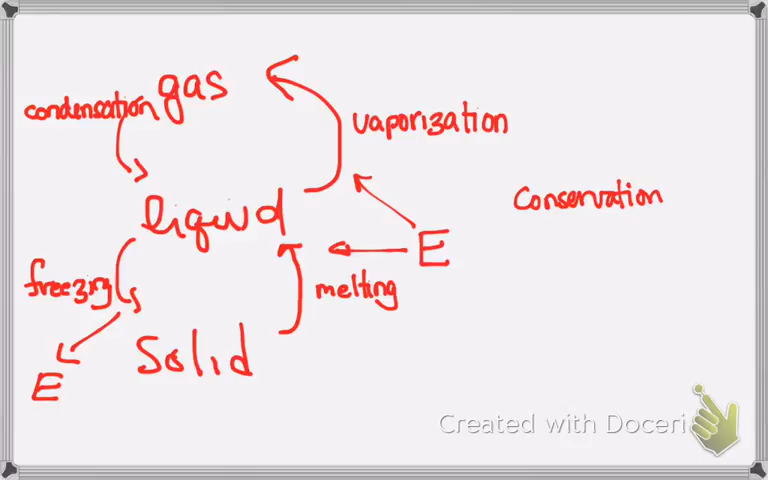 gas
condensation
vaporization
liquid
Conservation
E
freezing
melting
Solid
E
Created with Doceri